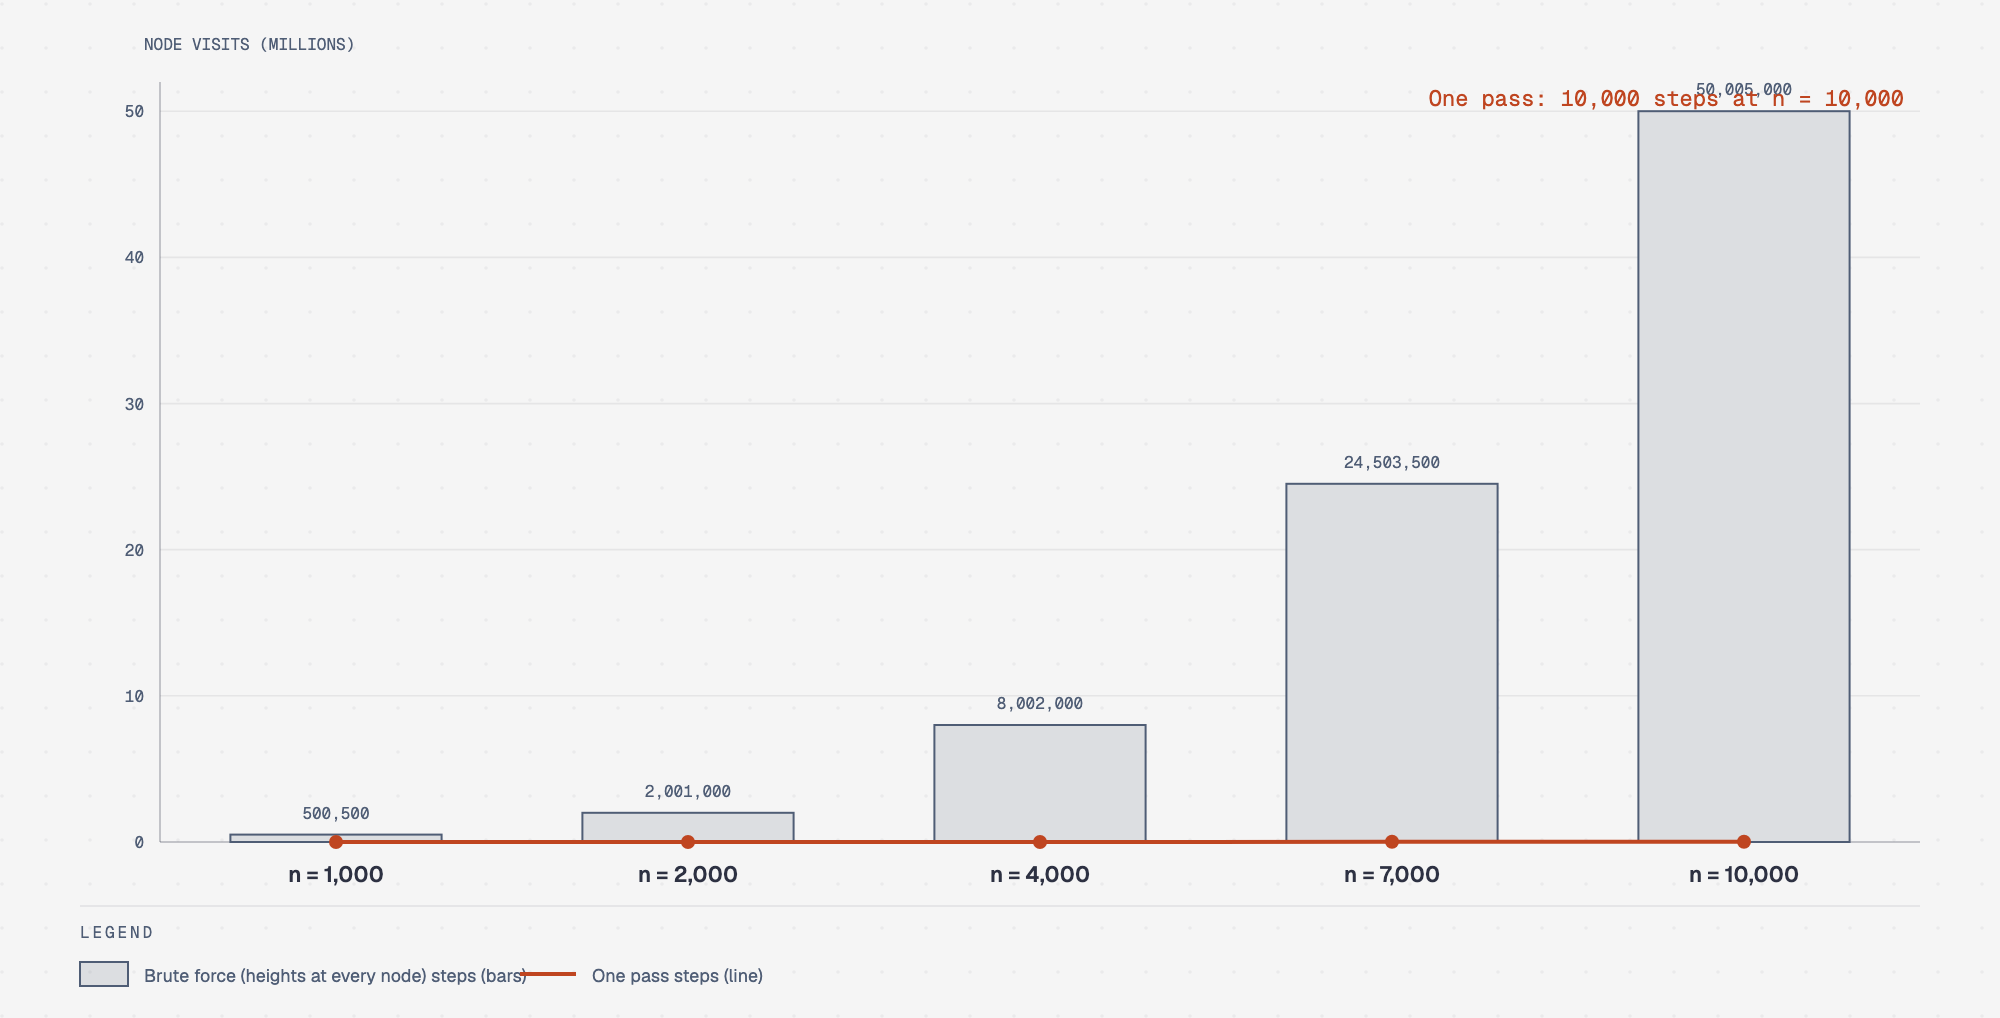 NODE VISITS (MILLIONS)
50,005,000
One pass: 10,000 steps at n = 10,000
50
40
30
24,503,500
20
10
8,002,000
2,001,000
500,500
0
n = 1,000
n = 2,000
n = 4,000
n = 7,000
n = 10,000
LEGEND
Brute force (heights at every node) steps (bars)
One pass steps (line)